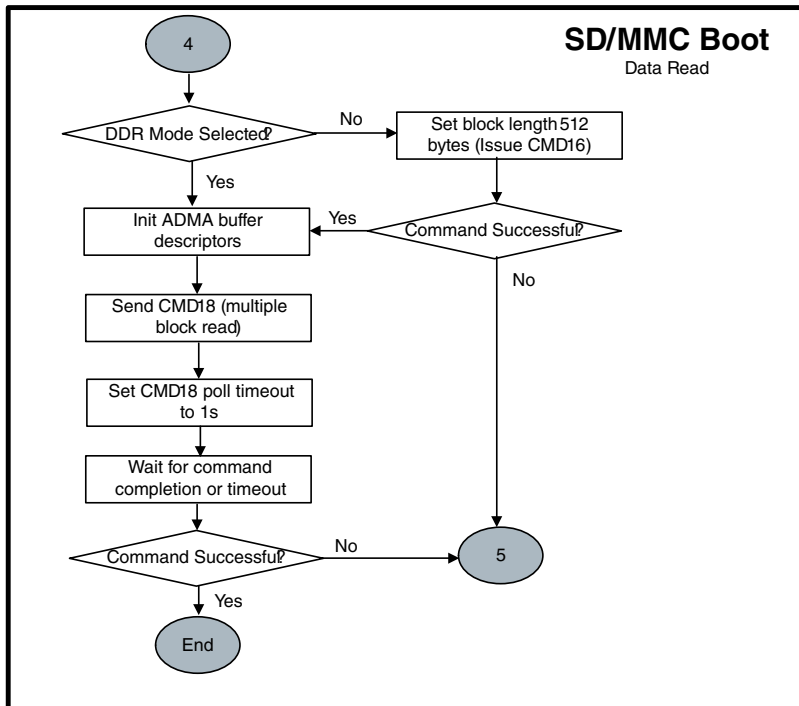 SD/MMC Boot
Data Read
4
DDR Mode Selected?
No
Set block length 512
bytes (Issue CMD16)
Yes
Init ADMA buffer
descriptors
Yes
Command Successful?
No
Send CMD18 (multiple
block read)
Set CMD18 poll timeout
to 1s
Wait for command
completion or timeout
Command Successful?
No
5
Yes
End